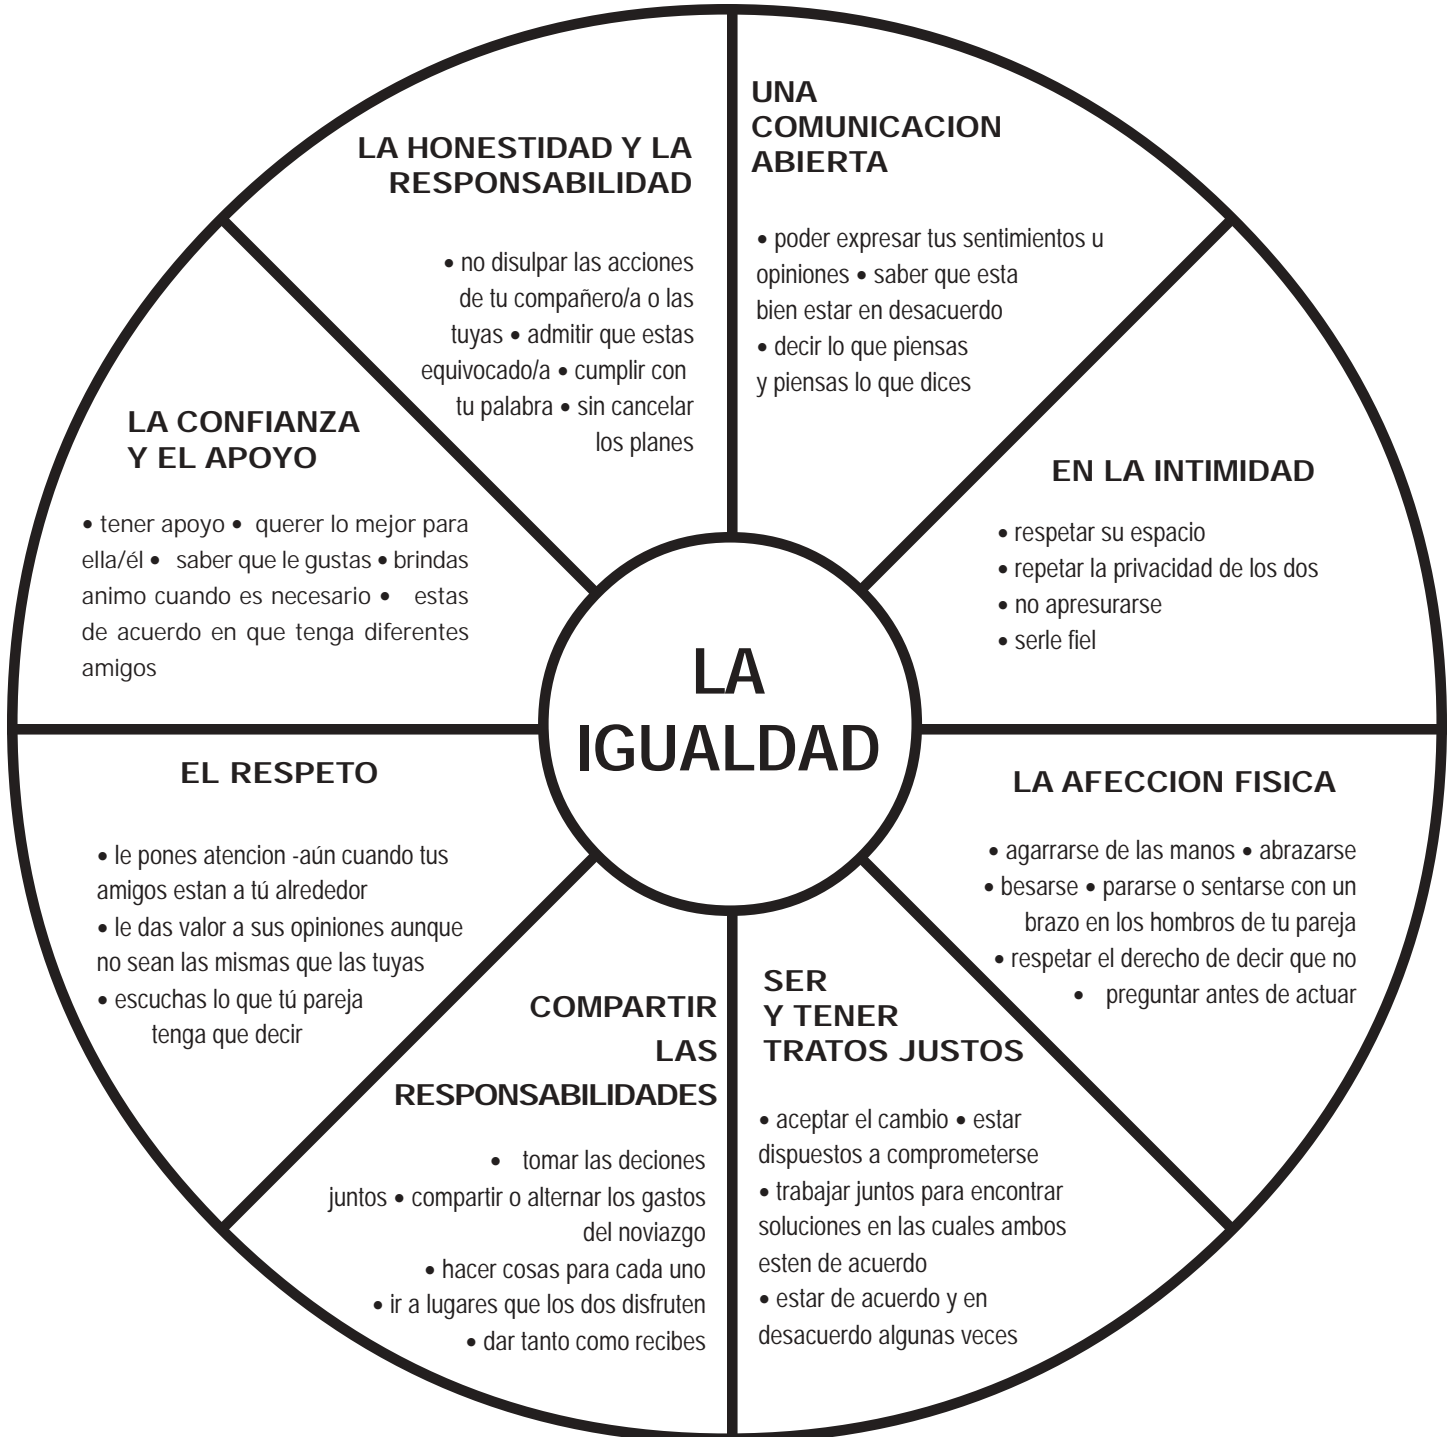 LA HONESTIDAD Y LA
RESPONSABILIDAD
• no disulpar las acciones
de tu compañero/a o las
tuyas • admitir que estas
equivocado/a • cumplir con
tu palabra • sin cancelar
los planes
UNA
COMUNICACION
ABIERTA
• poder expresar tus sentimientos u
opiniones • saber que esta
bien estar en desacuerdo
• decir lo que piensas
y piensas lo que dices
LA CONFIANZA
Y EL APOYO
• tener apoyo • querer lo mejor para
ella/él • saber que le gustas • brindas
animo cuando es necesario • estas
de acuerdo en que tenga diferentes
amigos
EN LA INTIMIDAD
• respetar su espacio
• repetar la privacidad de los dos
• no apresurarse
• serle fiel
LA
IGUALDAD
EL RESPETO
• le pones atencion -aún cuando tus
amigos estan a tú alrededor
• le das valor a sus opiniones aunque
no sean las mismas que las tuyas
• escuchas lo que tú pareja
tenga que decir
LA AFECCION FISICA
• agarrarse de las manos • abrazarse
• besarse • pararse o sentarse con un
brazo en los hombros de tu pareja
• respetar el derecho de decir que no
• preguntar antes de actuar
COMPARTIR
LAS
RESPONSABILIDADES
• tomar las deciones
juntos • compartir o alternar los gastos
del noviazgo
• hacer cosas para cada uno
• ir a lugares que los dos disfruten
• dar tanto como recibes
SER
Y TENER
TRATOS JUSTOS
• aceptar el cambio • estar
dispuestos a comprometerse
• trabajar juntos para encontrar
soluciones en las cuales ambos
esten de acuerdo
• estar de acuerdo y en
desacuerdo algunas veces